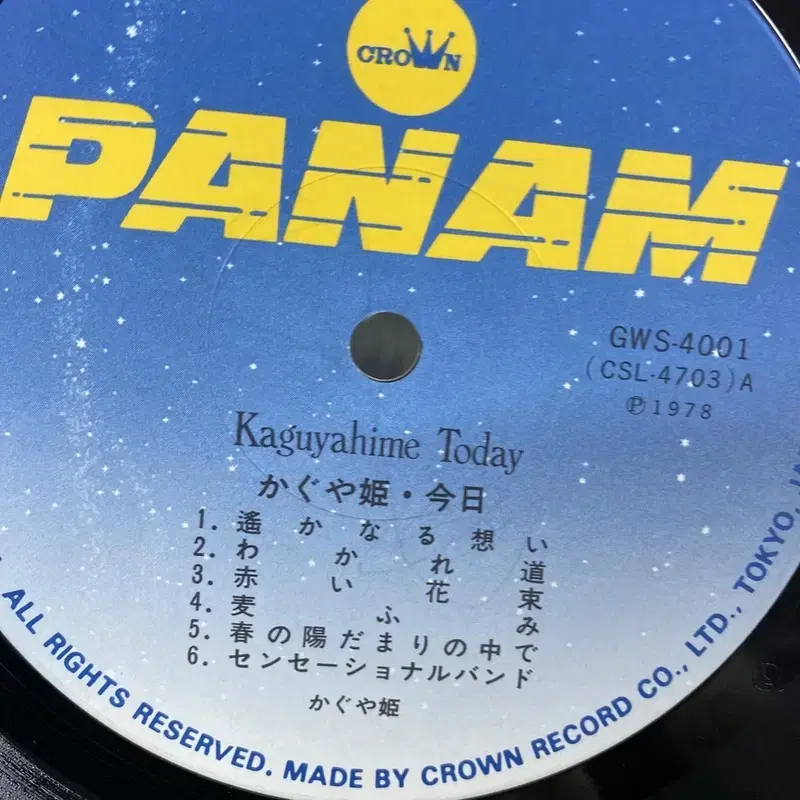 CROWN
PANAM
GWS-4001
(CSL-4703)A
Ⓟ1978
Kaguyahime Today
かぐや姫・今日
1. 遙かなる想い
2. わかれ道
3. 赤い花束
4. 麦ふみ
5. 春の陽だまりの中で
6. センセーショナルバンド
かぐや姫
ALL RIGHTS RESERVED. MADE BY CROWN RECORD CO., LTD., TOKYO,